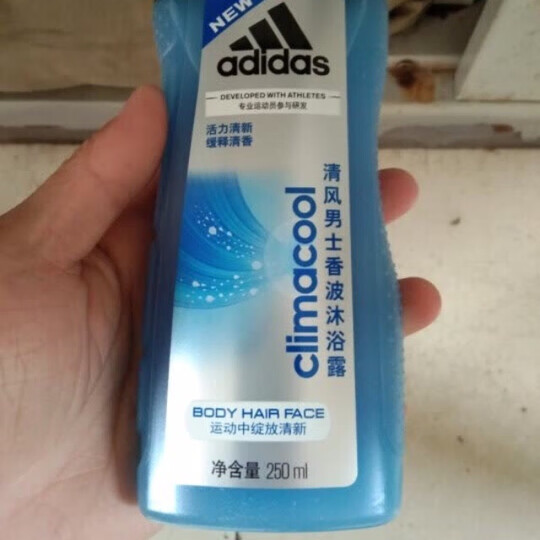 NEW
adidas
DEVELOPED WITH ATHLETES
专业运动员参与研发
活力清新
缓释清香
climacool
清风男士香波沐浴露
BODY HAIR FACE
运动中绽放清新
净含量 250 ml